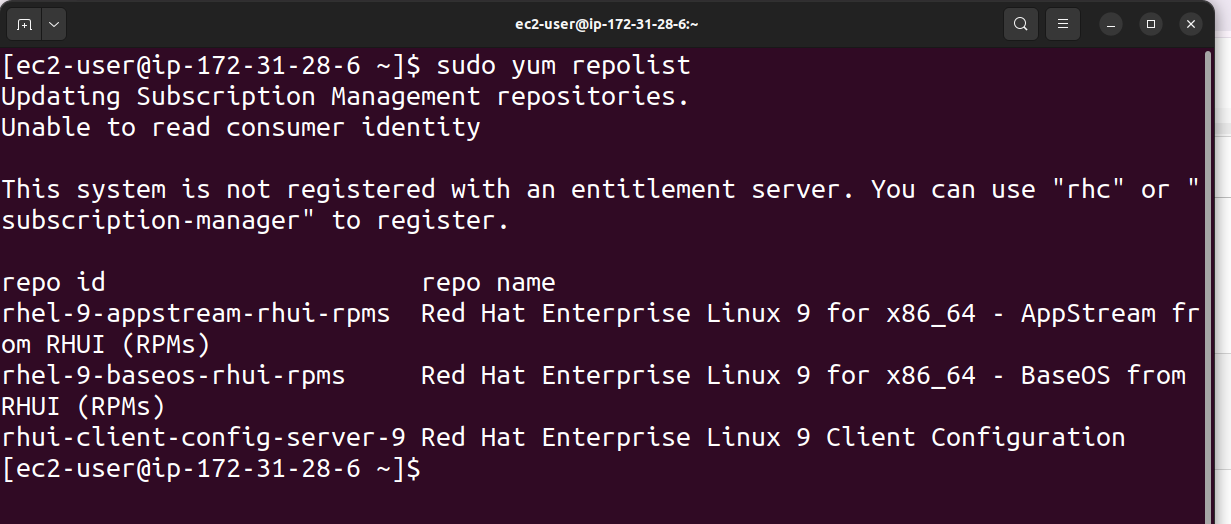 ec2-user@ip-172-31-28-6:~
[ec2-user@ip-172-31-28-6 ~]$ sudo yum repolist
Updating Subscription Management repositories.
Unable to read consumer identity
This system is not registered with an entitlement server. You can use "rhc" or "
subscription-manager" to register.
repo id                     repo name
rhel-9-appstream-rhui-rpms  Red Hat Enterprise Linux 9 for x86_64 - AppStream fr
om RHUI (RPMs)
rhel-9-baseos-rhui-rpms     Red Hat Enterprise Linux 9 for x86_64 - BaseOS from
RHUI (RPMs)
rhui-client-config-server-9 Red Hat Enterprise Linux 9 Client Configuration
[ec2-user@ip-172-31-28-6 ~]$